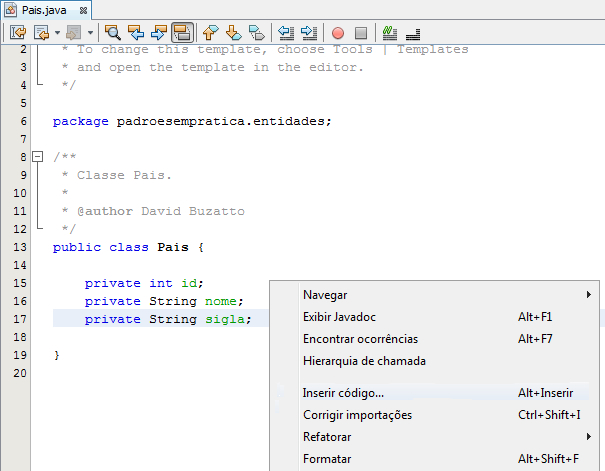 Pais.java
2 * To change this template, choose Tools | Templates
3 * and open the template in the editor.
4 */
5
6 package padroesempratica.entidades;
7
8 /**
9 * Classe Pais.
10 *
11 * @author David Buzatto
12 */
13 public class Pais {
14
15 private int id;
16 private String nome;
17 private String sigla;
18
19 }
20
Navegar
Exibir Javadoc Alt+F1
Encontrar ocorrências Alt+F7
Hierarquia de chamada
Inserir código... Alt+Inserir
Corrigir importações Ctrl+Shift+I
Refatorar
Formatar Alt+Shift+F